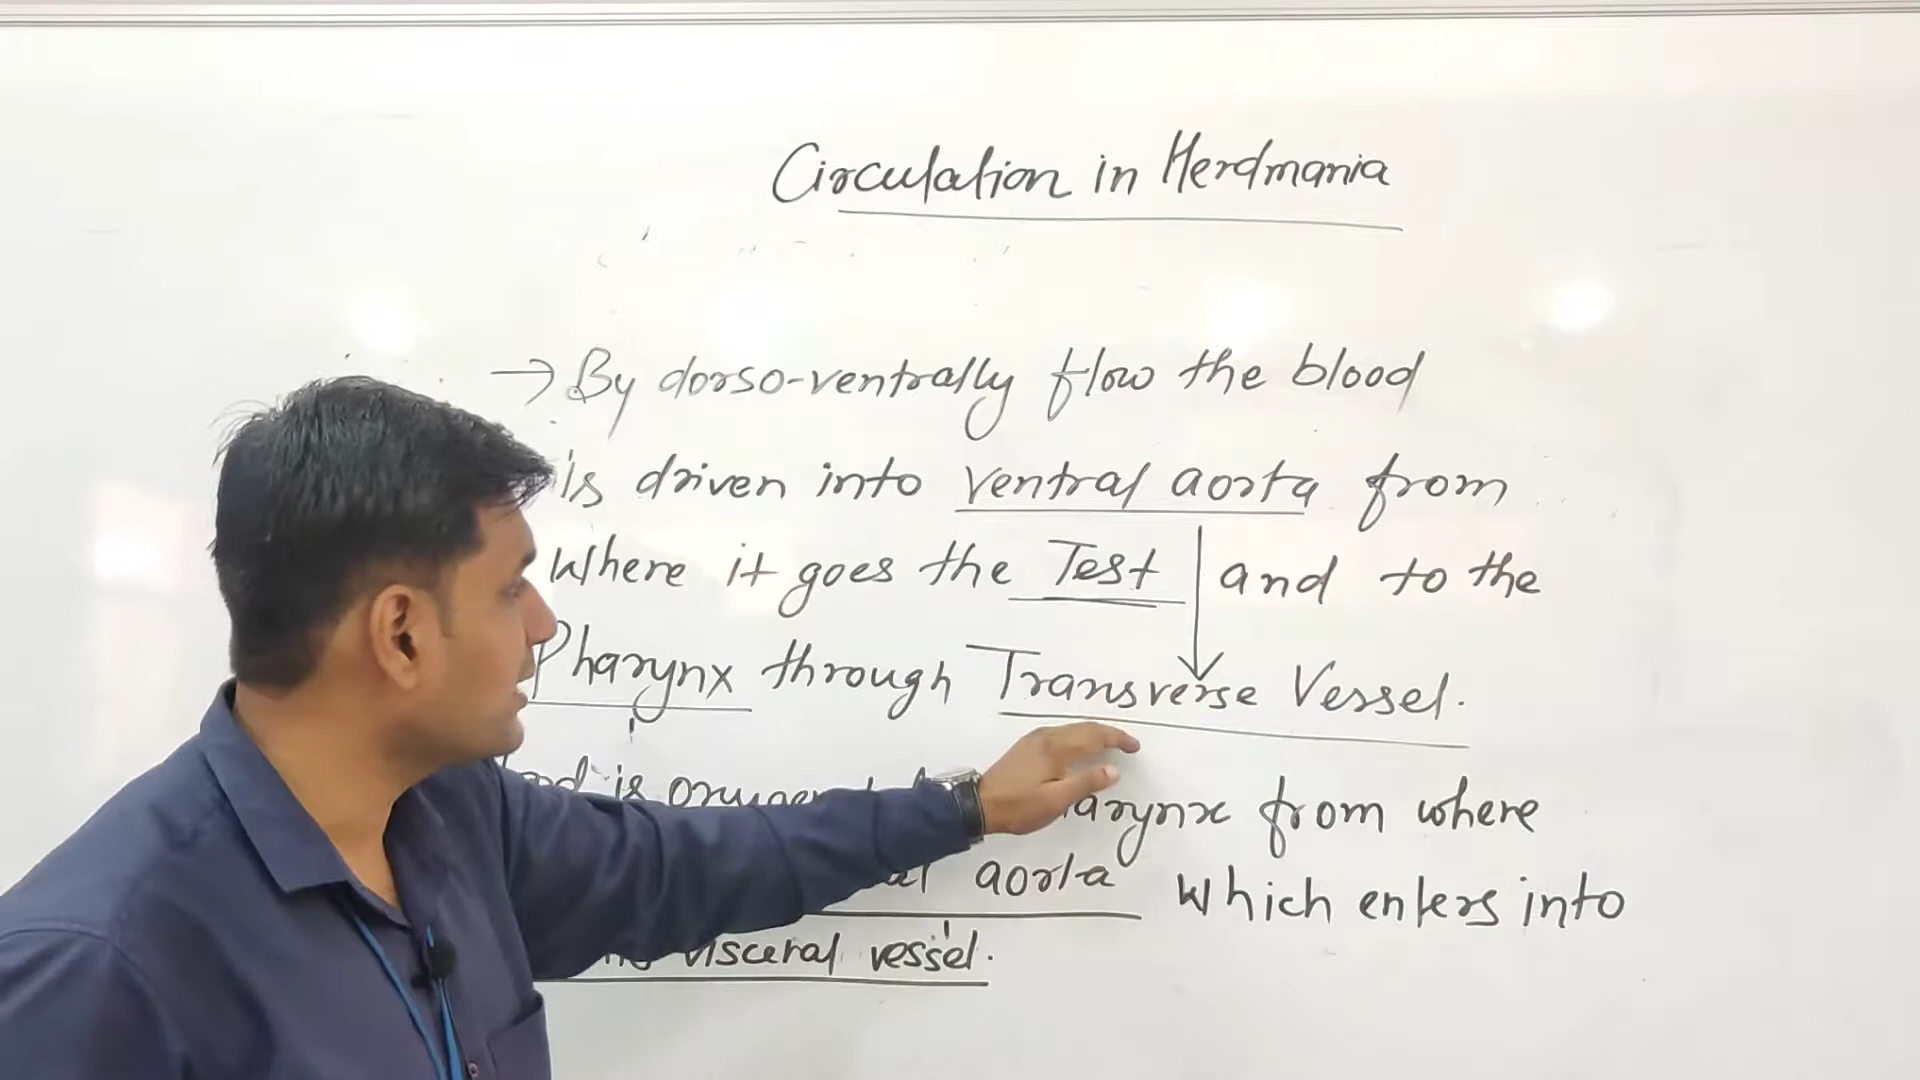 Circulation in Herdmania
→ By dorso-ventrally flow the blood
is driven into ventral aorta from
Where it goes the Test and to the
Pharynx through Transverse Vessel.
is from where
aorta which enters into
visceral vessel.